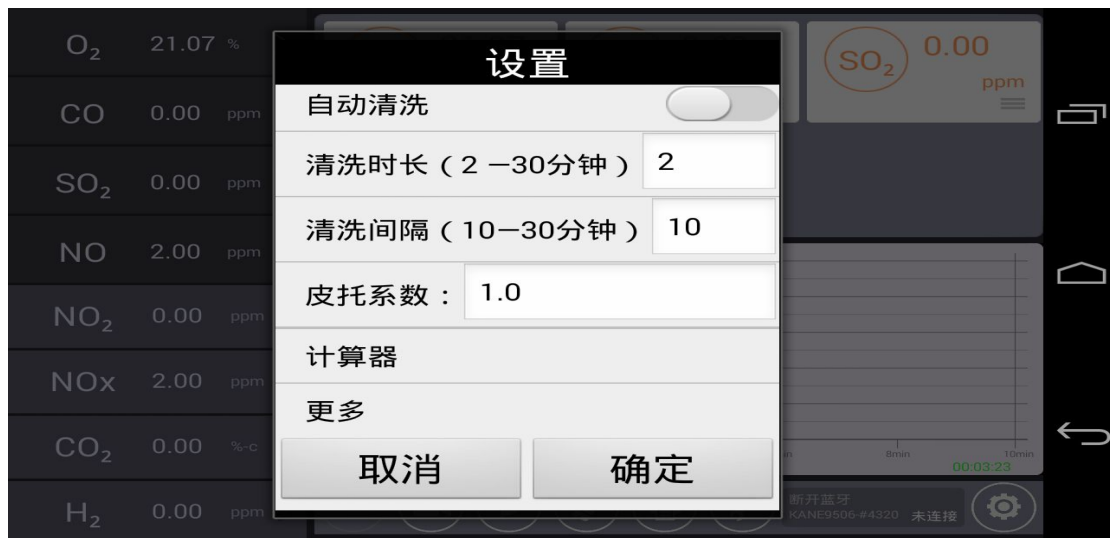 O₂ 21.07 %
CO 0.00 ppm
SO₂ 0.00 ppm
NO 2.00 ppm
NO₂ 0.00 ppm
NOx 2.00 ppm
CO₂ 0.00 %-c
H₂ 0.00 ppm
设置
自动清洗
清洗时长（2 —30分钟） 2
清洗间隔（10—30分钟） 10
皮托系数： 1.0
计算器
更多
取消 确定
SO₂ 0.00
ppm
8min 10min
00:03:23
断开蓝牙
KANE9506-#4320 未连接